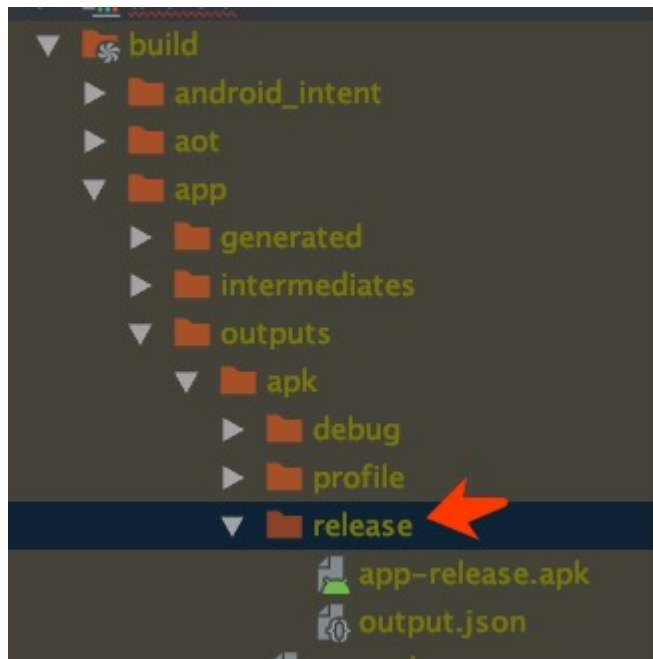 build
android_intent
aot
app
generated
intermediates
outputs
apk
debug
profile
release
app-release.apk
output.json